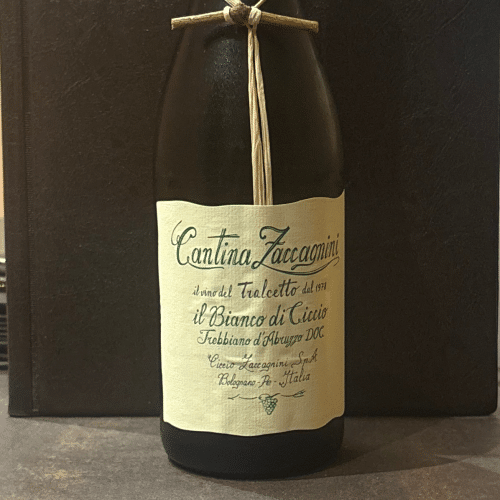 Cantina Zaccagnini
il vino del Tralcetto dal 1978
il Bianco di Ciccio
Trebbiano d'Abruzzo DOC
Ciccio Zaccagnini S.p.A.
Bolognano - Pe - Italia